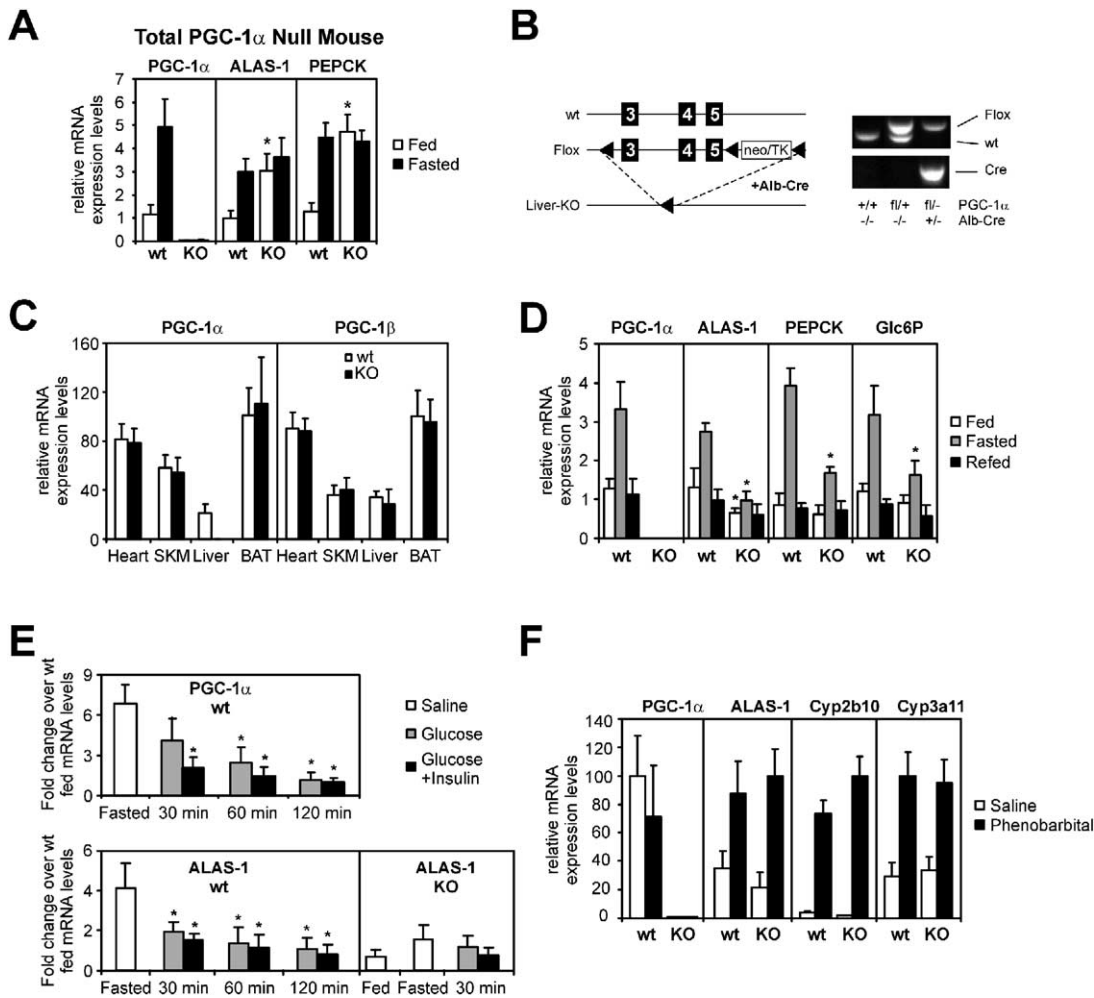 A
Total PGC-1α Null Mouse
PGC-1α ALAS-1 PEPCK
relative mRNA
expression levels
7
6
5
4
3
2
1
0
* *
wt KO wt KO wt KO
Fed
Fasted
B
wt 3 4 5
Flox 3 4 5 neo/TK
+Alb-Cre
Liver-KO
Flox
wt
Cre
+/+ fl/+ fl/- PGC-1α
-/- -/- +/- Alb-Cre
C
PGC-1α PGC-1β
relative mRNA
expression levels
160
120
80
40
0
wt
KO
Heart SKM Liver BAT Heart SKM Liver BAT
D
PGC-1α ALAS-1 PEPCK Glc6P
relative mRNA
expression levels
5
4
3
2
1
0
* * * *
wt KO wt KO wt KO wt KO
Fed
Fasted
Refed
E
Fold change over wt
fed mRNA levels
9
6
3
0
PGC-1α
wt
* * * * *
Fasted 30 min 60 min 120 min
Saline
Glucose
Glucose
+Insulin
Fold change over wt
fed mRNA levels
6
4
2
0
ALAS-1
wt
* * * * * *
Fasted 30 min 60 min 120 min
ALAS-1
KO
Fed Fasted 30 min
F
PGC-1α ALAS-1 Cyp2b10 Cyp3a11
relative mRNA
expression levels
140
120
100
80
60
40
20
0
wt KO wt KO wt KO wt KO
Saline
Phenobarbital